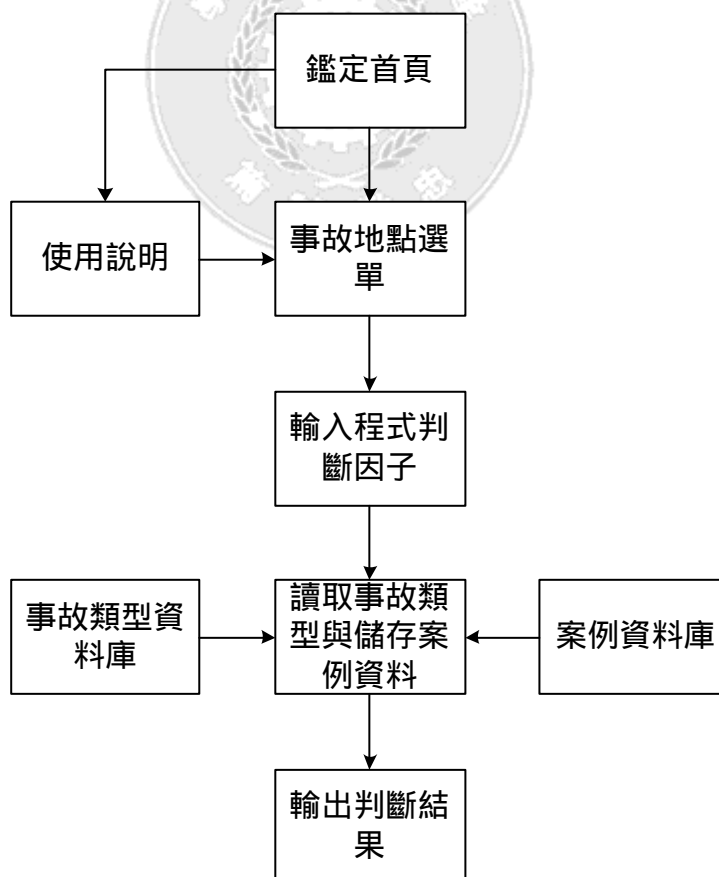 鑑定首頁
使用說明
事故地點選
單
輸入程式判
斷因子
事故類型資
料庫
讀取事故類
型與儲存案
例資料
案例資料庫
輸出判斷結
果